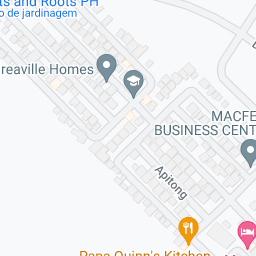 ts and Roots PH
o de jardinagem
reaville Homes
MACFE
BUSINESS CENT
Apitong
Papa Quinn's Kitchen